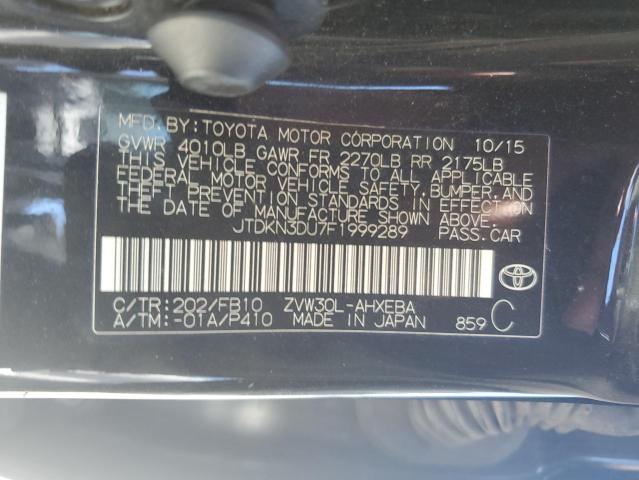 MFD. BY: TOYOTA MOTOR CORPORATION 10/15
GVWR 4010LB GAWR FR 2270LB RR 2175LB
THIS VEHICLE CONFORMS TO ALL APPLICABLE
FEDERAL MOTOR VEHICLE SAFETY, BUMPER, AND
THEFT PREVENTION STANDARDS IN EFFECT ON
THE DATE OF MANUFACTURE SHOWN ABOVE.
JTDKN3DU7F1999289 PASS.CAR
C/TR:202/FB10 ZVW30L-AHXEBA
A/TM:-01A/P410 MADE IN JAPAN 859 C